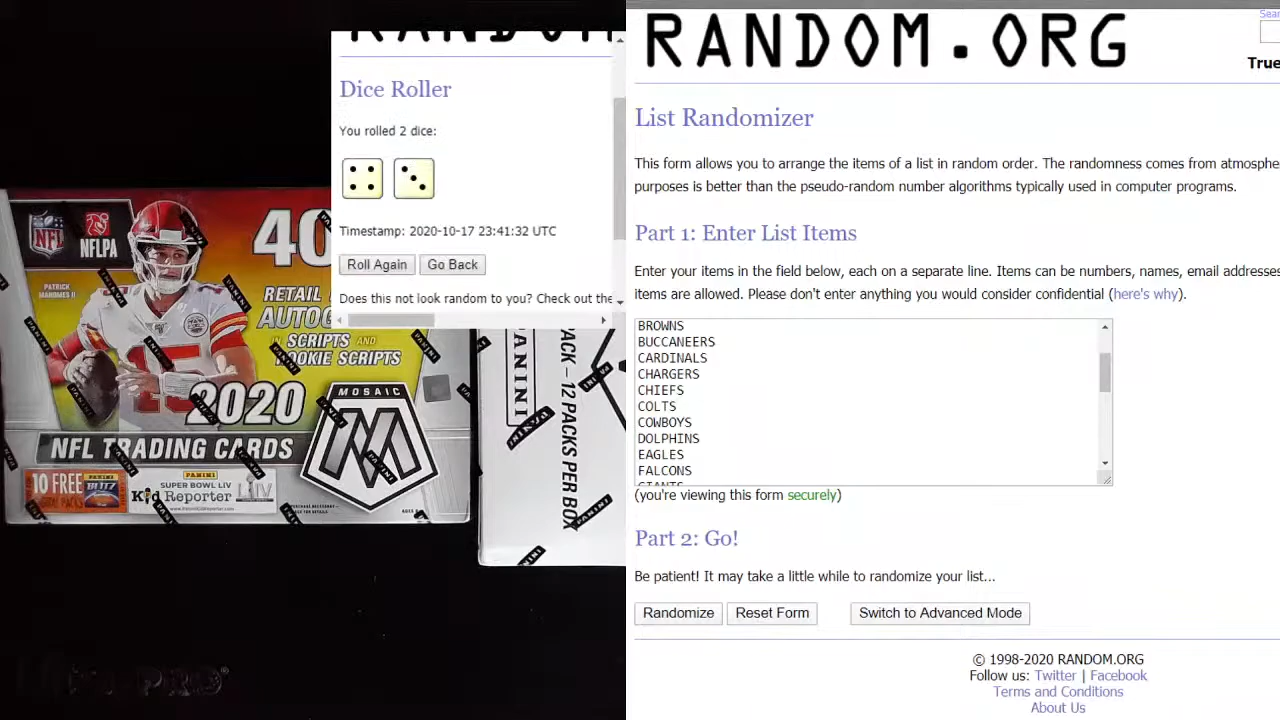 RANDOM
Dice Roller
You rolled 2 dice:
Timestamp: 2020-10-17 23:41:32 UTC
Roll Again
Go Back
Does this not look random to you? Check out the
NFL
NFLPA
PATRICK
MAHOMES II
40
RETAIL
AUTOG
IN SCRIPTS AND
ROOKIE SCRIPTS
15
2020
MOSAIC
NFL TRADING CARDS
10 FREE
PANINI
BLITZ
PANINI
SUPER BOWL LIV
Kid Reporter
LIV
PANINI
PACK – 12 PACKS PER BOX
RANDOM.ORG
True
List Randomizer
This form allows you to arrange the items of a list in random order. The randomness comes from atmosphe
purposes is better than the pseudo-random number algorithms typically used in computer programs.
Part 1: Enter List Items
Enter your items in the field below, each on a separate line. Items can be numbers, names, email addresses
items are allowed. Please don't enter anything you would consider confidential (here's why).
BROWNS
BUCCANEERS
CARDINALS
CHARGERS
CHIEFS
COLTS
COWBOYS
DOLPHINS
EAGLES
FALCONS
GIANTS
(you're viewing this form securely)
Part 2: Go!
Be patient! It may take a little while to randomize your list...
Randomize
Reset Form
Switch to Advanced Mode
© 1998-2020 RANDOM.ORG
Follow us: Twitter | Facebook
Terms and Conditions
About Us